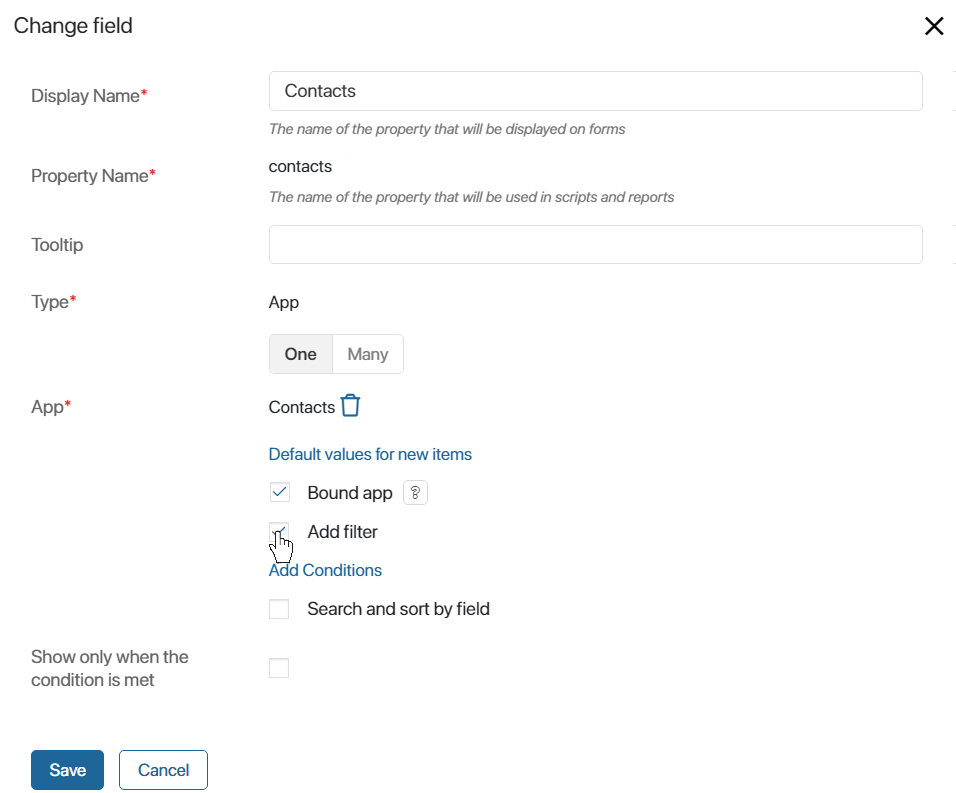 Change field
Display Name*
Contacts
The name of the property that will be displayed on forms
Property Name*
contacts
The name of the property that will be used in scripts and reports
Tooltip
Type*
App
One Many
App*
Contacts
Default values for new items
Bound app ?
Add filter
Add Conditions
Search and sort by field
Show only when the
condition is met
Save Cancel